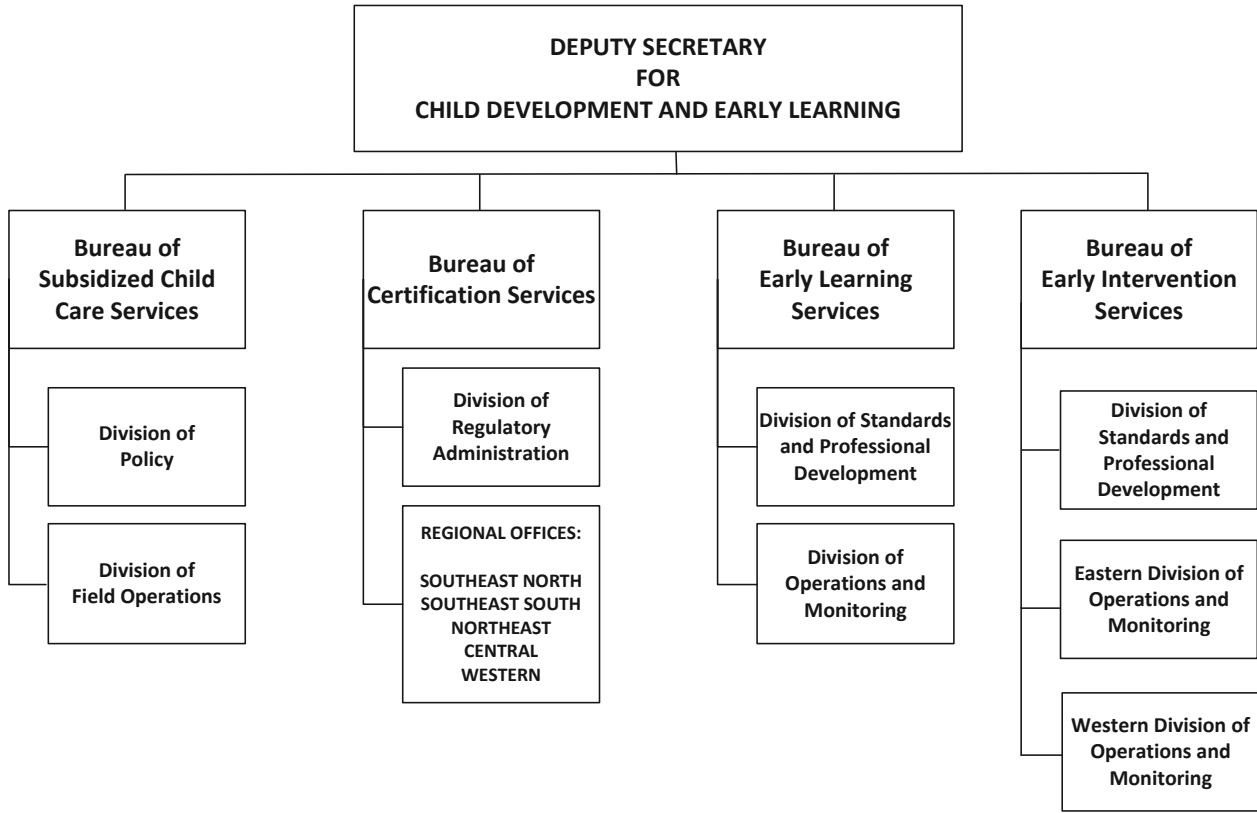 DEPUTY SECRETARY
FOR
CHILD DEVELOPMENT AND EARLY LEARNING
Bureau of
Subsidized Child
Care Services
Division of
Policy
Division of
Field Operations
Bureau of
Certification Services
Division of
Regulatory
Administration
REGIONAL OFFICES:
SOUTHEAST NORTH
SOUTHEAST SOUTH
NORTHEAST
CENTRAL
WESTERN
Bureau of
Early Learning
Services
Division of Standards
and Professional
Development
Division of
Operations and
Monitoring
Bureau of
Early Intervention
Services
Division of
Standards and
Professional
Development
Eastern Division of
Operations and
Monitoring
Western Division of
Operations and
Monitoring